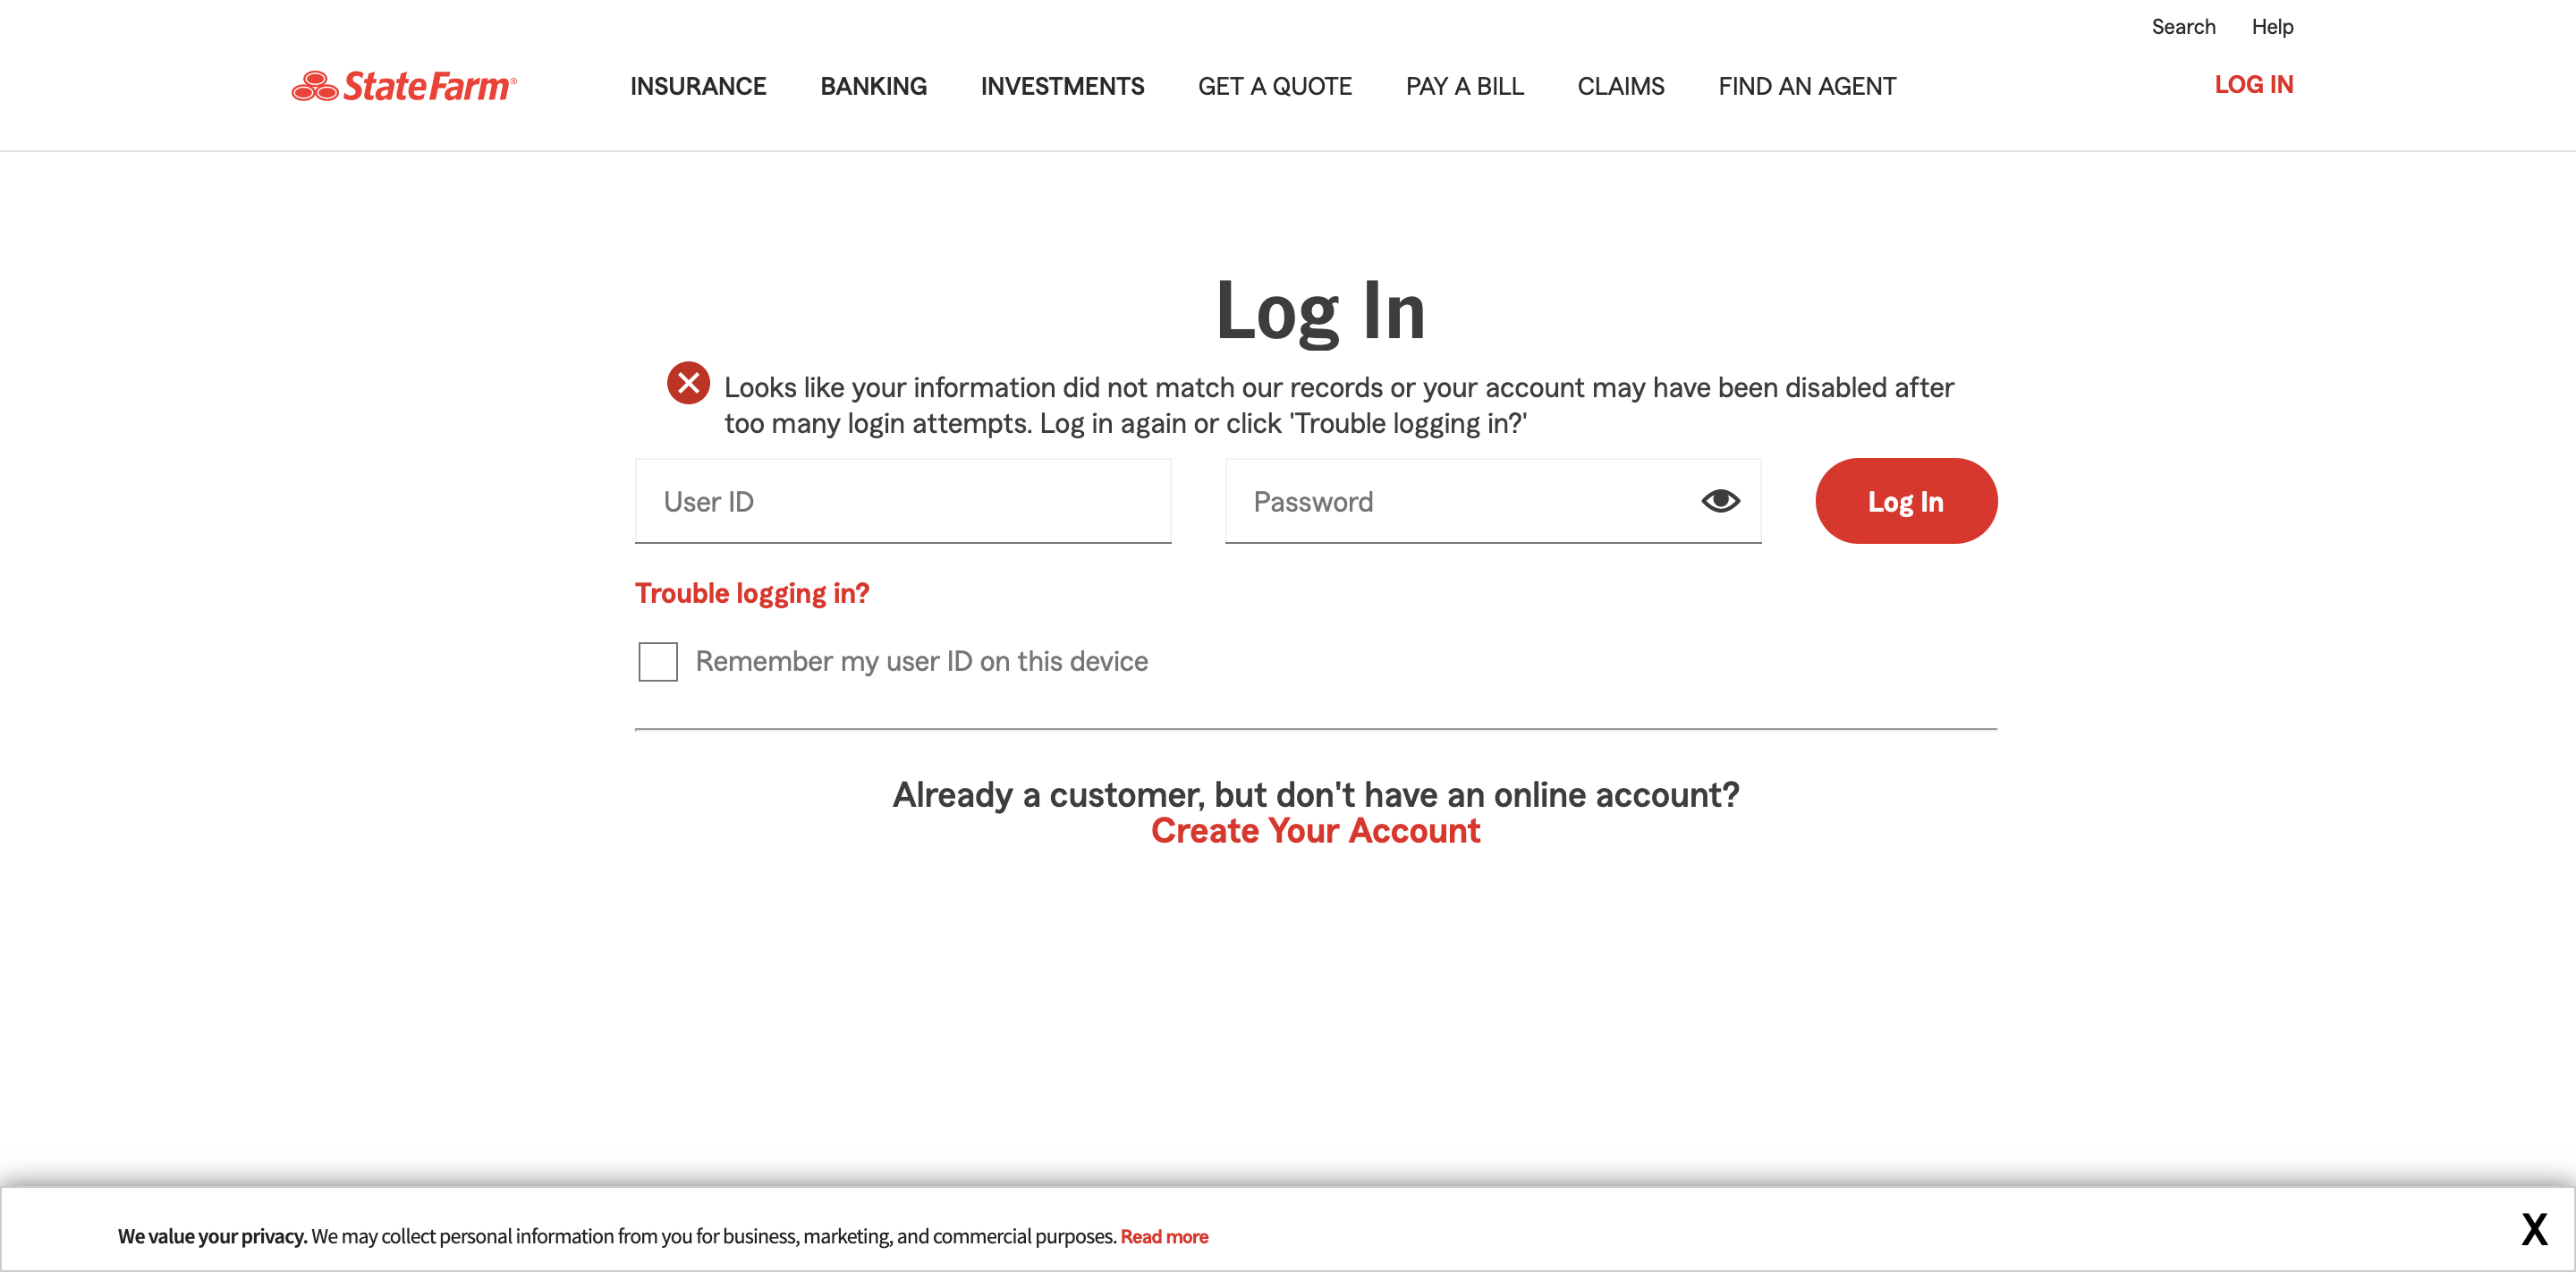 Search Help
State Farm®
INSURANCE BANKING INVESTMENTS GET A QUOTE PAY A BILL CLAIMS FIND AN AGENT LOG IN
Log In
Looks like your information did not match our records or your account may have been disabled after
too many login attempts. Log in again or click 'Trouble logging in?'
User ID Password Log In
Trouble logging in?
Remember my user ID on this device
Already a customer, but don't have an online account?
Create Your Account
We value your privacy. We may collect personal information from you for business, marketing, and commercial purposes. Read more X